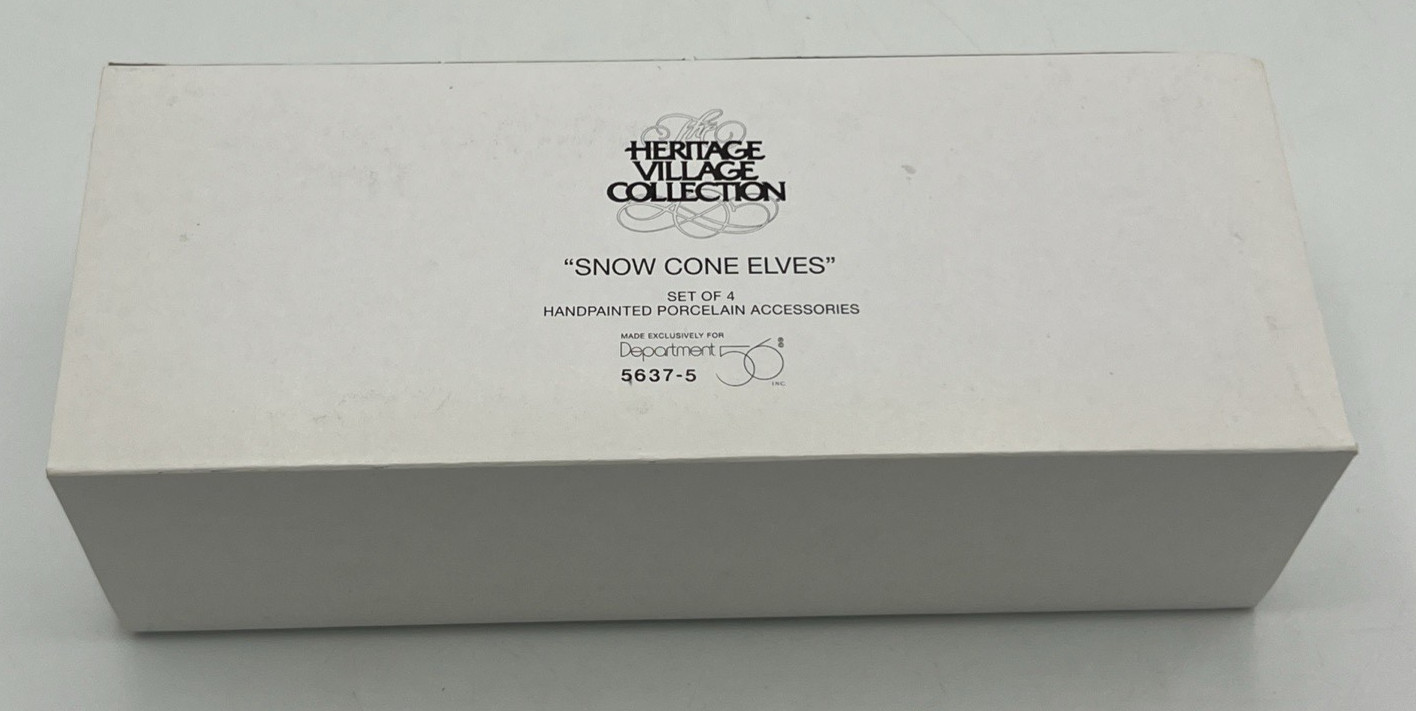 The
HERITAGE
VILLAGE
COLLECTION
“SNOW CONE ELVES”
SET OF 4
HANDPAINTED PORCELAIN ACCESSORIES
MADE EXCLUSIVELY FOR
Department 56
5637-5
INC.